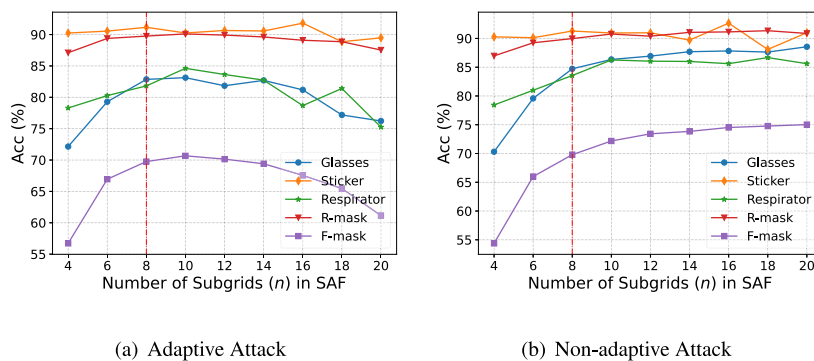 90
85
80
75
70
65
60
55
Acc (%)
4 6 8 10 12 14 16 18 20
Number of Subgrids (n) in SAF
Glasses
Sticker
Respirator
R-mask
F-mask
(a) Adaptive Attack
95
90
85
80
75
70
65
60
55
Acc (%)
4 6 8 10 12 14 16 18 20
Number of Subgrids (n) in SAF
Glasses
Sticker
Respirator
R-mask
F-mask
(b) Non-adaptive Attack